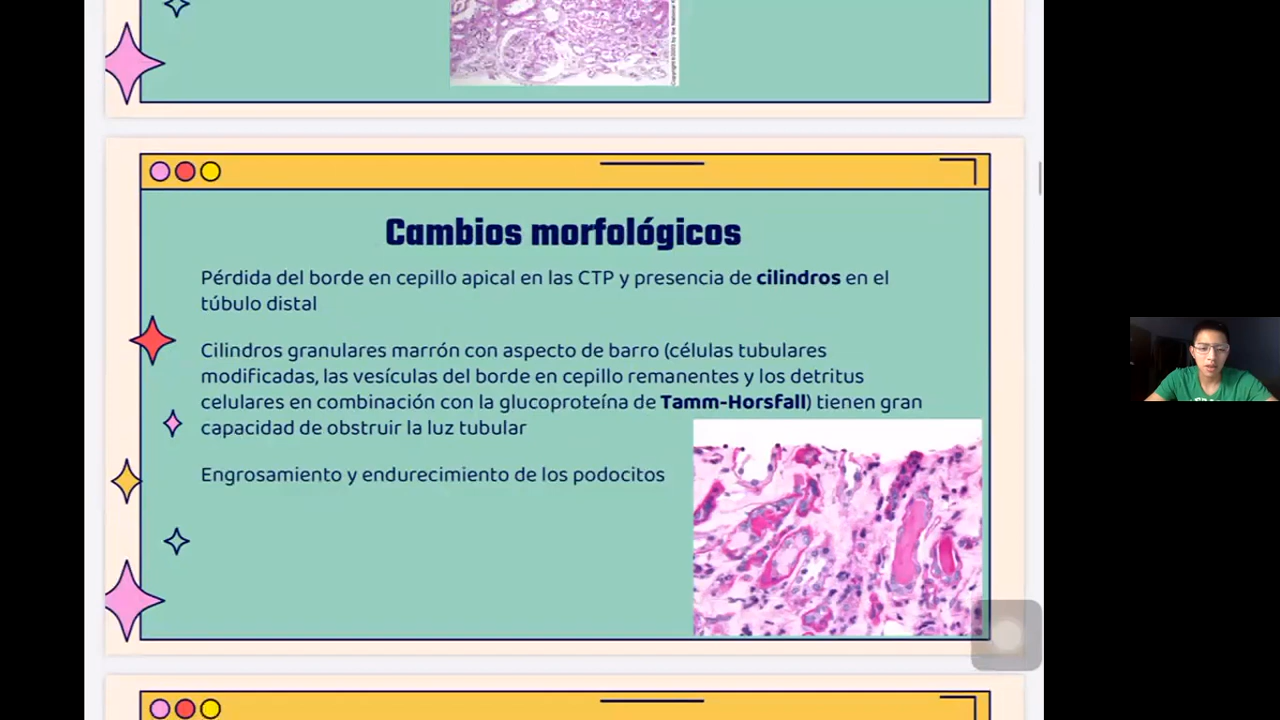 Cambios morfológicos
Pérdida del borde en cepillo apical en las CTP y presencia de cilindros en el
túbulo distal
Cilindros granulares marrón con aspecto de barro (células tubulares
modificadas, las vesículas del borde en cepillo remanentes y los detritus
celulares en combinación con la glucoproteína de Tamm-Horsfall) tienen gran
capacidad de obstruir la luz tubular
Engrosamiento y endurecimiento de los podocitos